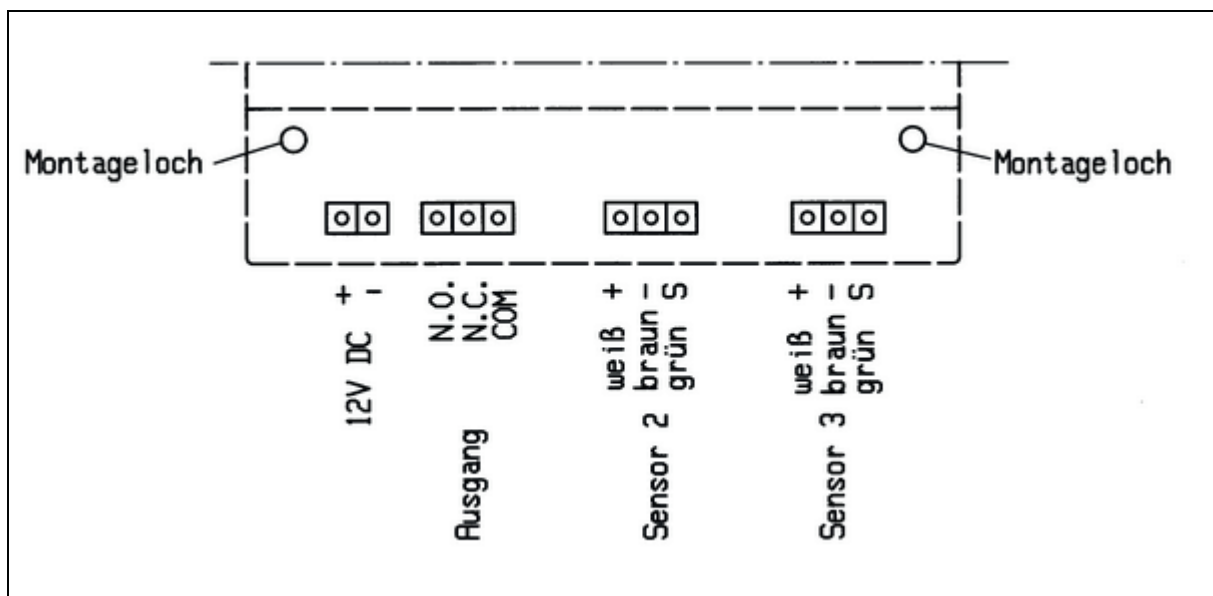 Montageloch
Montageloch
12V DC
+
-
Ausgang
N.O.
N.C.
COM
Sensor 2
weiß +
braun -
grün S
Sensor 3
weiß +
braun -
grün S